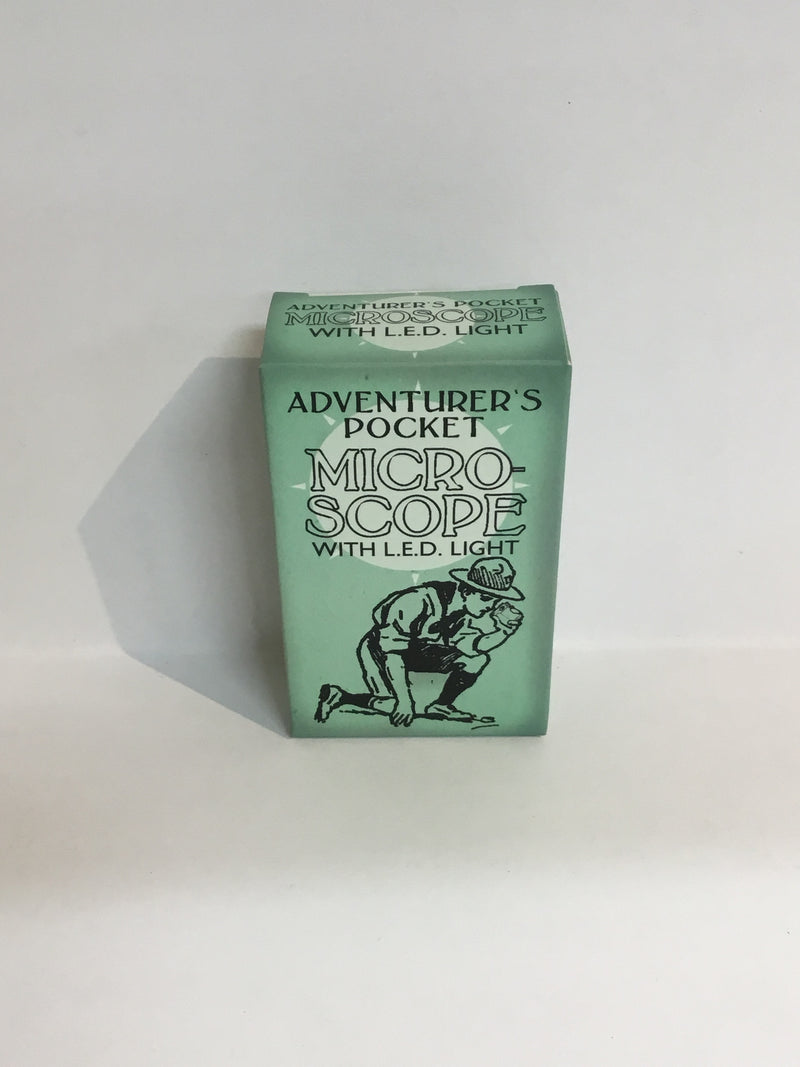 ADVENTURER'S POCKET
MICROSCOPE
WITH L.E.D. LIGHT
ADVENTURER'S
POCKET
MICRO-
SCOPE
WITH L.E.D. LIGHT